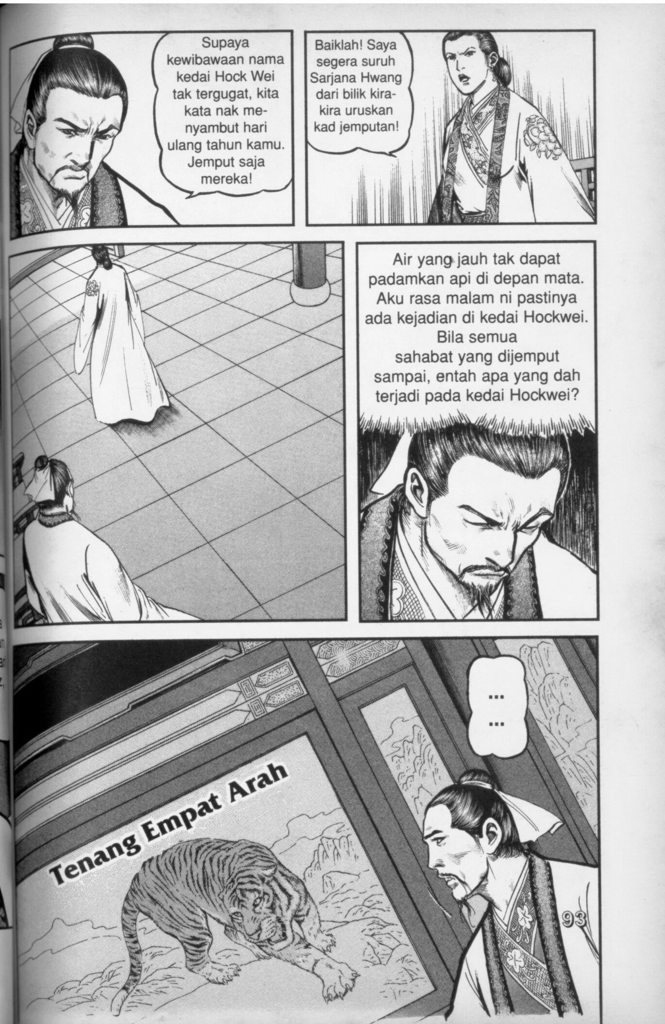 Supaya
kewibawaan nama
kedai Hock Wei
tak tergugat, kita
kata nak me-
nyambut hari
ulang tahun kamu.
Jemput saja
mereka!
Baiklah! Saya
segera suruh
Sarjana Hwang
dari bilik kira-
kira uruskan
kad jemputan!
Air yang jauh tak dapat
padamkan api di depan mata.
Aku rasa malam ni pastinya
ada kejadian di kedai Hockwei.
Bila semua
sahabat yang dijemput
sampai, entah apa yang dah
terjadi pada kedai Hockwei?
...
...
Tenang Empat Arah
93